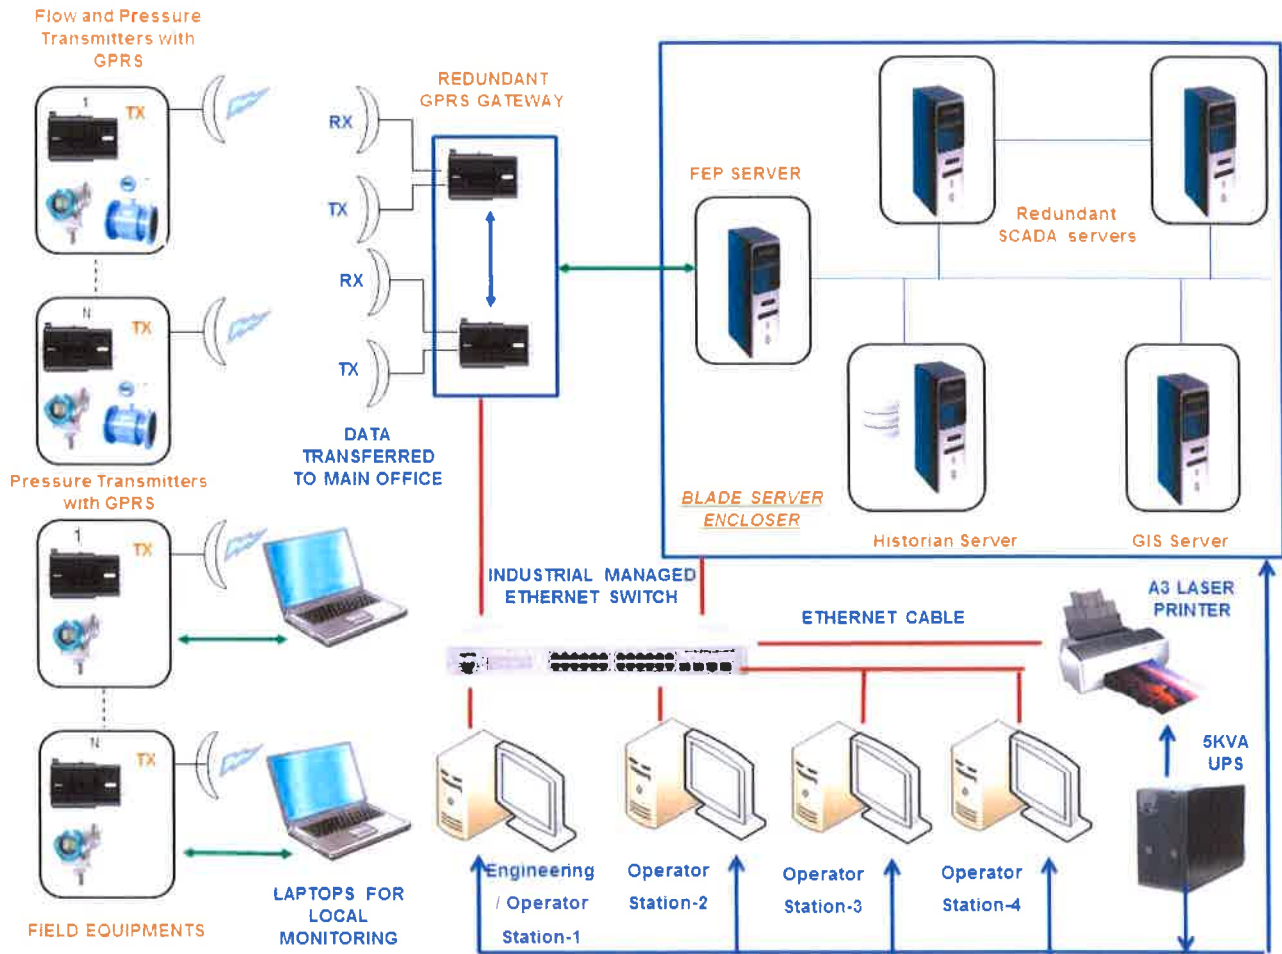 Flow and Pressure
Transmitters with
GPRS
1
TX
N
TX
Pressure Transmitters
with GPRS
1
TX
N
TX
FIELD EQUIPMENTS
RX
TX
RX
TX
REDUNDANT
GPRS GATEWAY
DATA
TRANSFERRED
TO MAIN OFFICE
LAPTOPS FOR
LOCAL
MONITORING
FEP SERVER
Redundant
SCADA servers
BLADE SERVER
ENCLOSER
Historian Server
GIS Server
INDUSTRIAL MANAGED
ETHERNET SWITCH
ETHERNET CABLE
A3 LASER
PRINTER
5KVA
UPS
Engineering
/ Operator
Station-1
Operator
Station-2
Operator
Station-3
Operator
Station-4